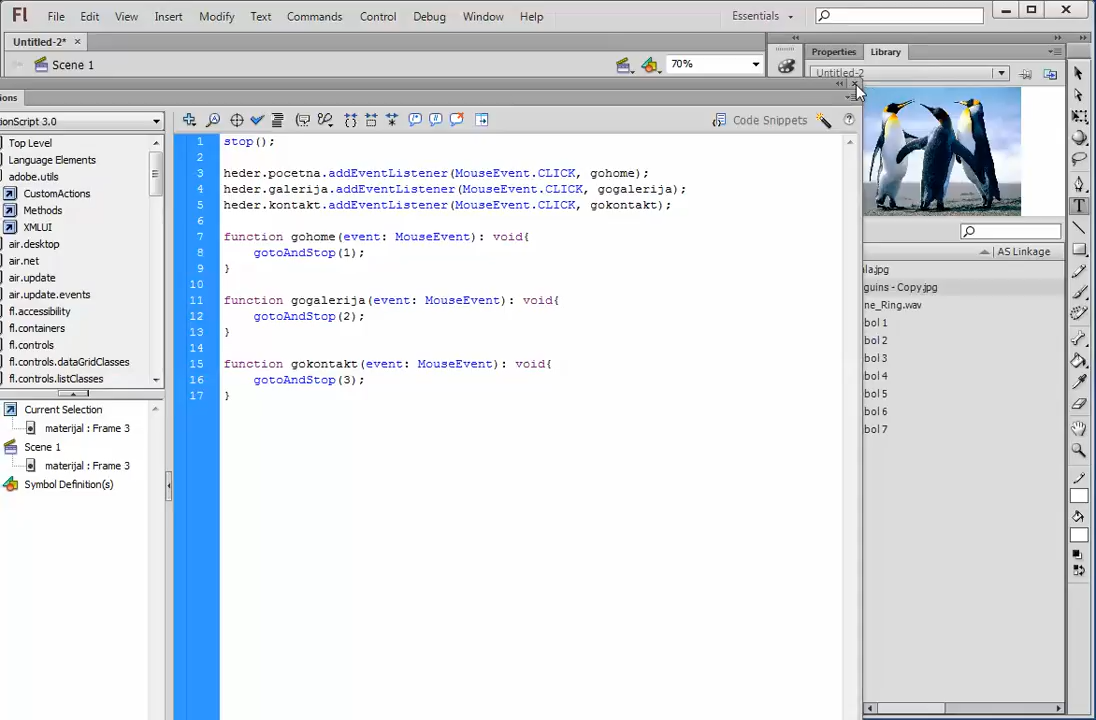 Fl File Edit View Insert Modify Text Commands Control Debug Window Help Essentials
Untitled-2* Properties Library
Scene 1 70%
Untitled-2
ions
tionScript 3.0 Code Snippets
Top Level
Language Elements
adobe.utils
CustomActions
Methods
XMLUI
air.desktop
air.net
air.update
air.update.events
fl.accessibility
fl.containers
fl.controls
fl.controls.dataGridClasses
fl.controls.listClasses
Current Selection
materijal : Frame 3
Scene 1
materijal : Frame 3
Symbol Definition(s)
1 stop();
2
3 heder.pocetna.addEventListener(MouseEvent.CLICK, gohome);
4 heder.galerija.addEventListener(MouseEvent.CLICK, gogalerija);
5 heder.kontakt.addEventListener(MouseEvent.CLICK, gokontakt);
6
7 function gohome(event: MouseEvent): void{
8 gotoAndStop(1);
9 }
10
11 function gogalerija(event: MouseEvent): void{
12 gotoAndStop(2);
13 }
14
15 function gokontakt(event: MouseEvent): void{
16 gotoAndStop(3);
17 }
AS Linkage
ala.jpg
guins - Copy.jpg
ne_Ring.wav
bol 1
bol 2
bol 3
bol 4
bol 5
bol 6
bol 7